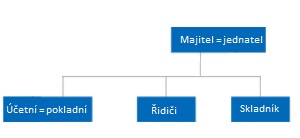 Majitel = jednatel
Účetní = pokladní
Řidiči
Skladník